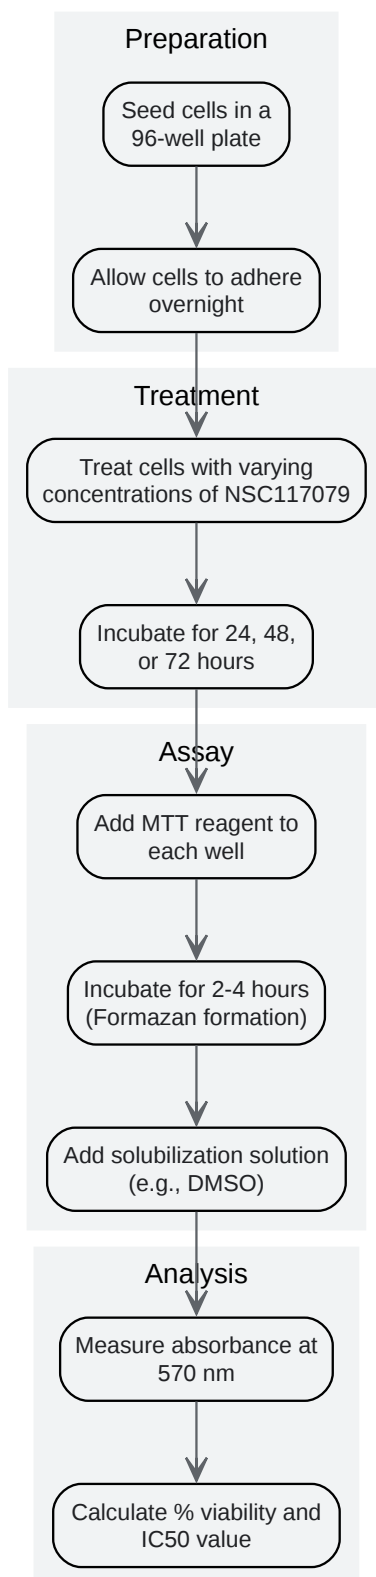 Preparation
Seed cells in a
96-well plate
Allow cells to adhere
overnight
Treatment
Treat cells with varying
concentrations of NSC117079
Incubate for 24, 48,
or 72 hours
Assay
Add MTT reagent to
each well
Incubate for 2-4 hours
(Formazan formation)
Add solubilization solution
(e.g., DMSO)
Analysis
Measure absorbance at
570 nm
Calculate % viability and
IC50 value